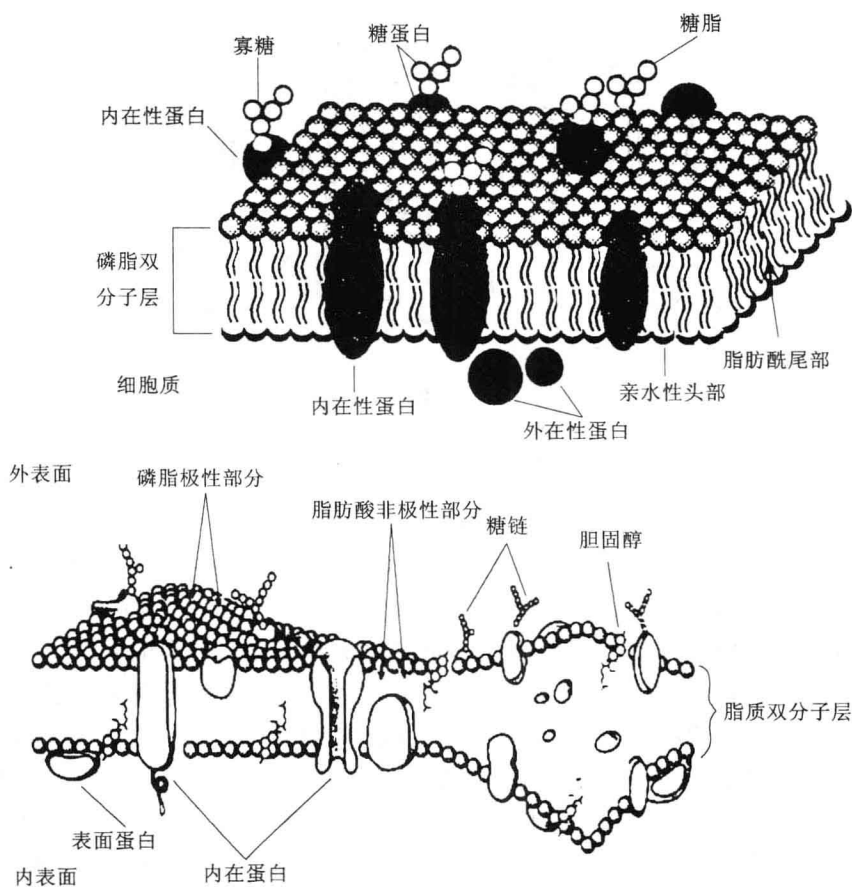 寡糖
糖蛋白
糖脂
内在性蛋白
磷脂双
分子层
细胞质
内在性蛋白
外在性蛋白
亲水性头部
脂肪酰尾部
外表面
磷脂极性部分
脂肪酸非极性部分
糖链
胆固醇
脂质双分子层
表面蛋白
内在蛋白
内表面